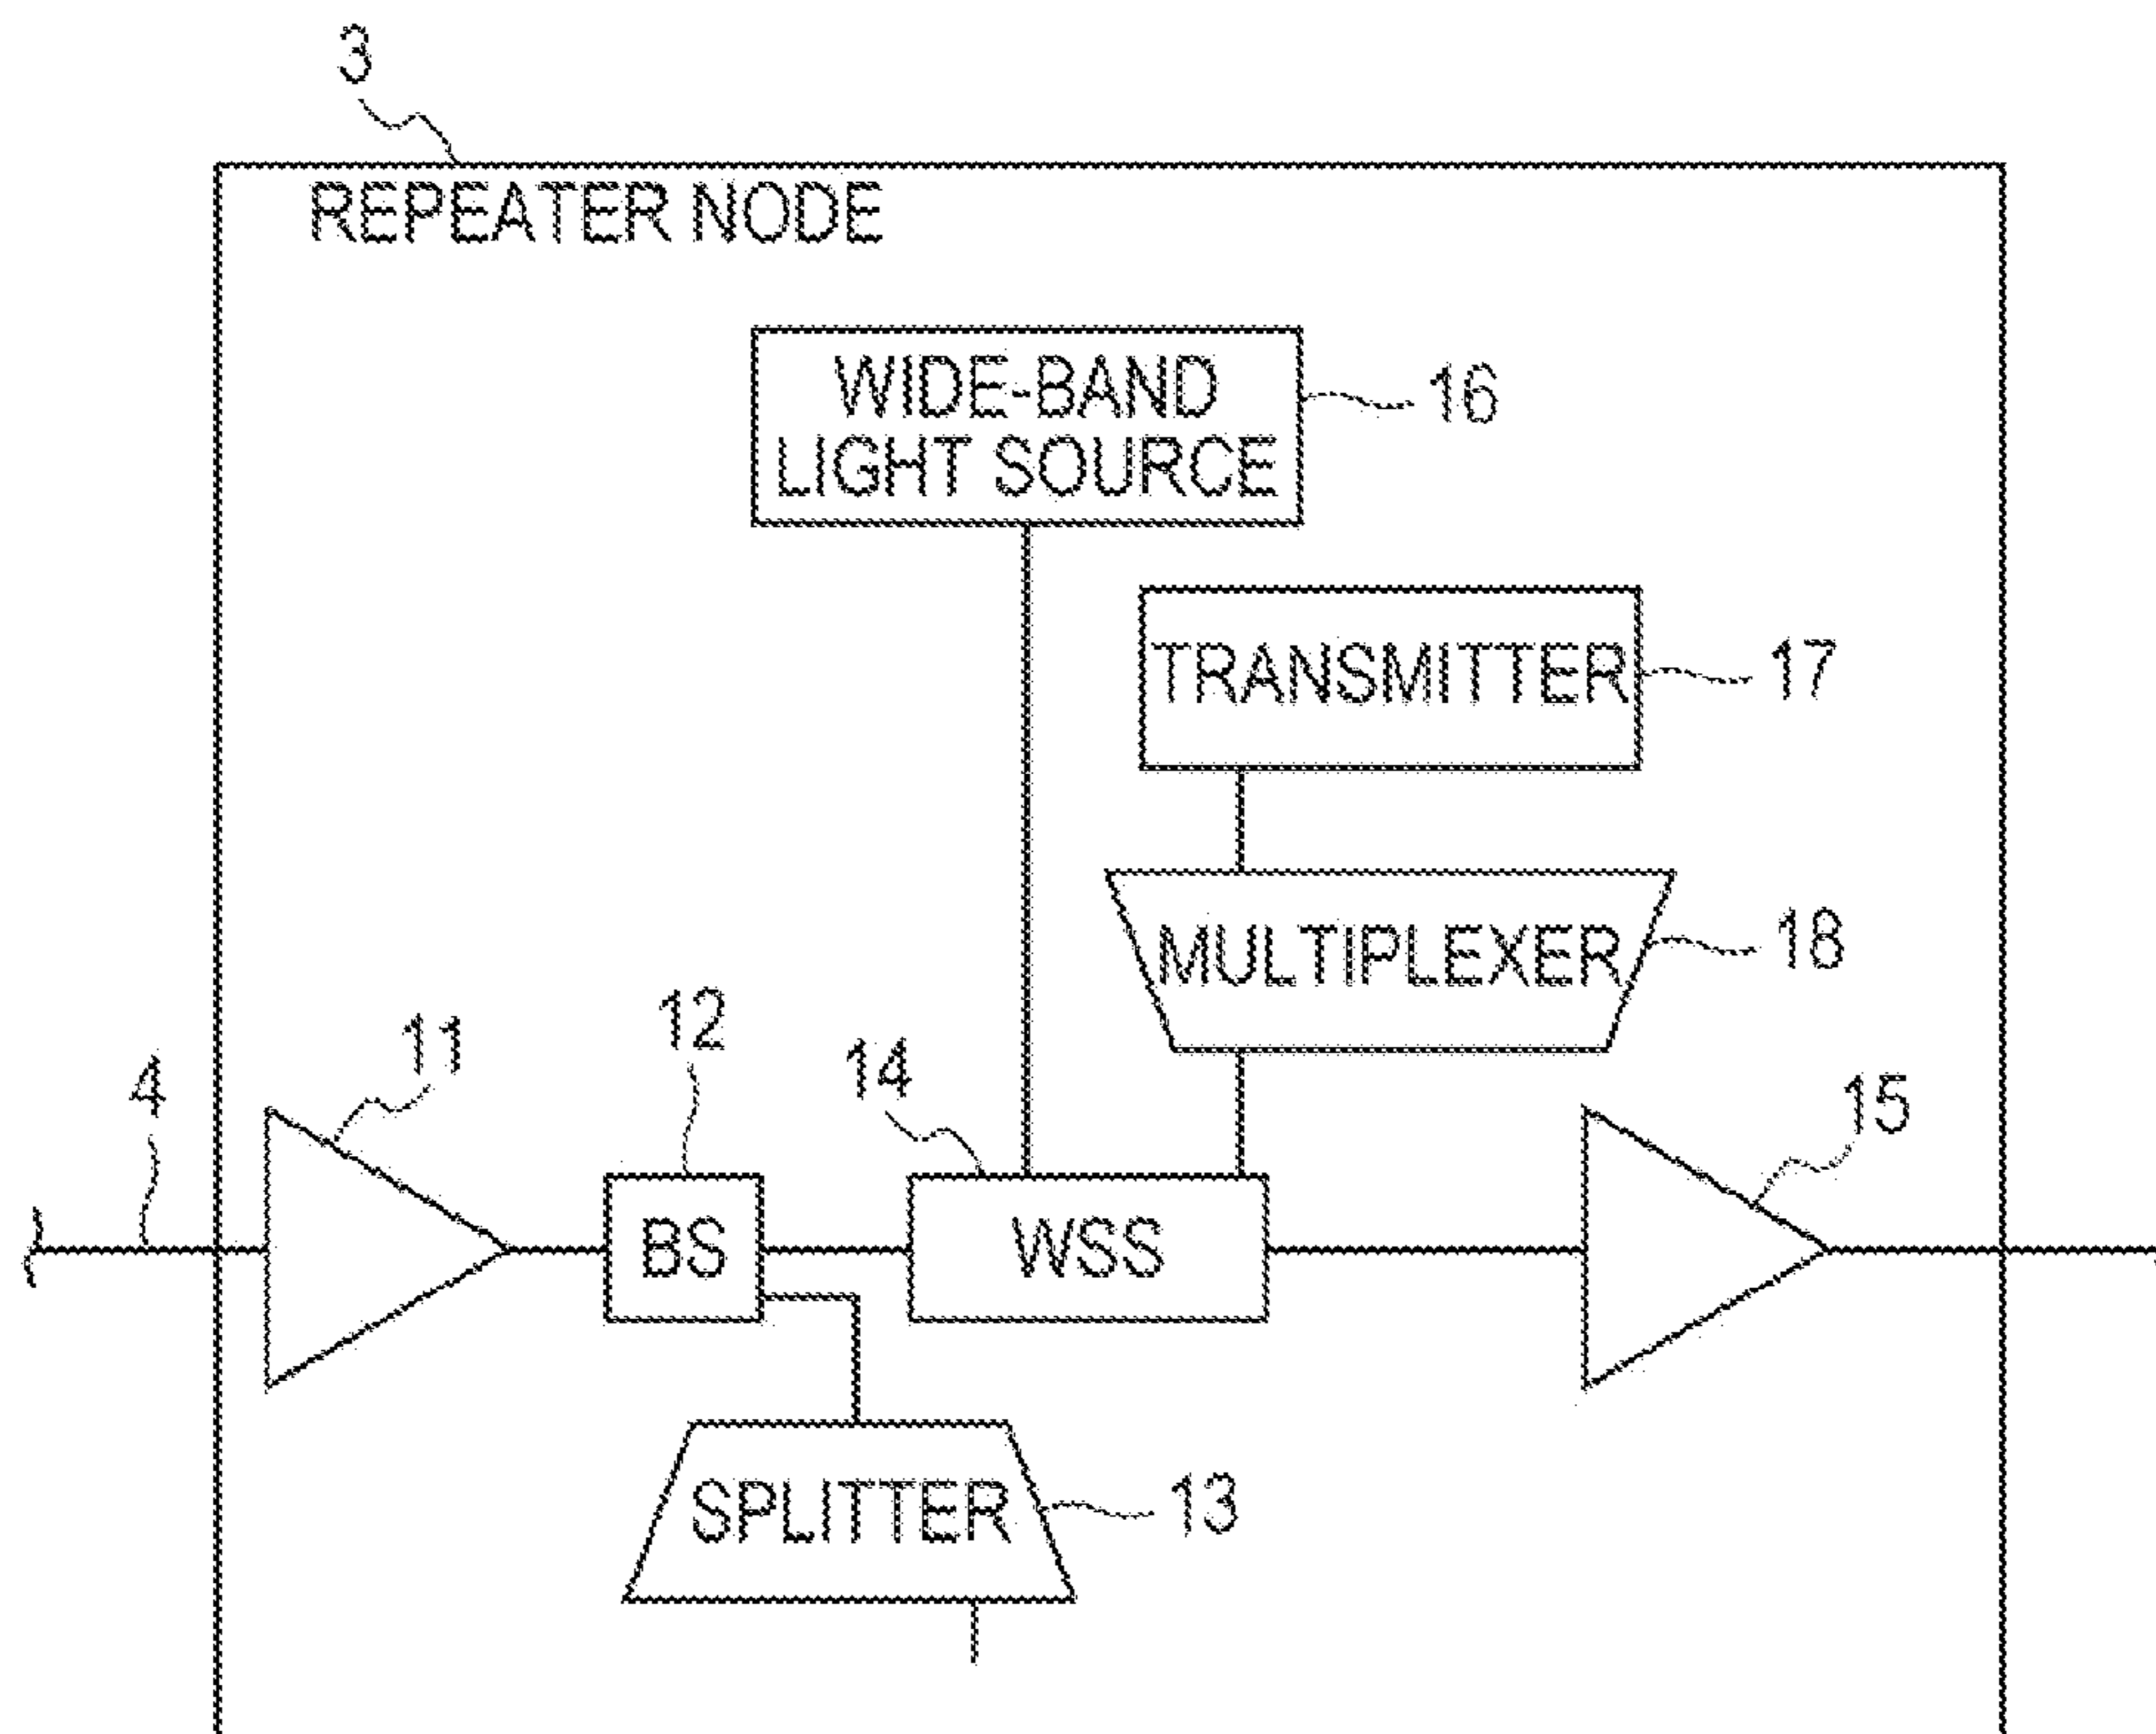 3
REPEATER NODE
WIDE-BAND
LIGHT SOURCE
16
TRANSMITTER
17
MULTIPLEXER
18
11
12
14
4
15
BS
WSS
SPLITTER
13